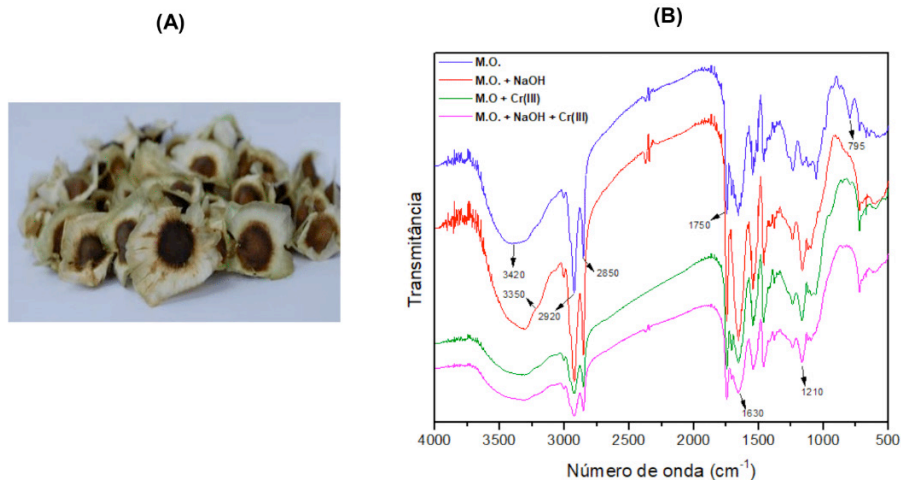 (A)
(B)
M.O.
M.O. + NaOH
M.O + Cr(III)
M.O. + NaOH + Cr(III)
795
1750
3420
2850
3350
2920
1630
1210
Transmitância
4000 3500 3000 2500 2000 1500 1000 500
Número de onda (cm⁻¹)